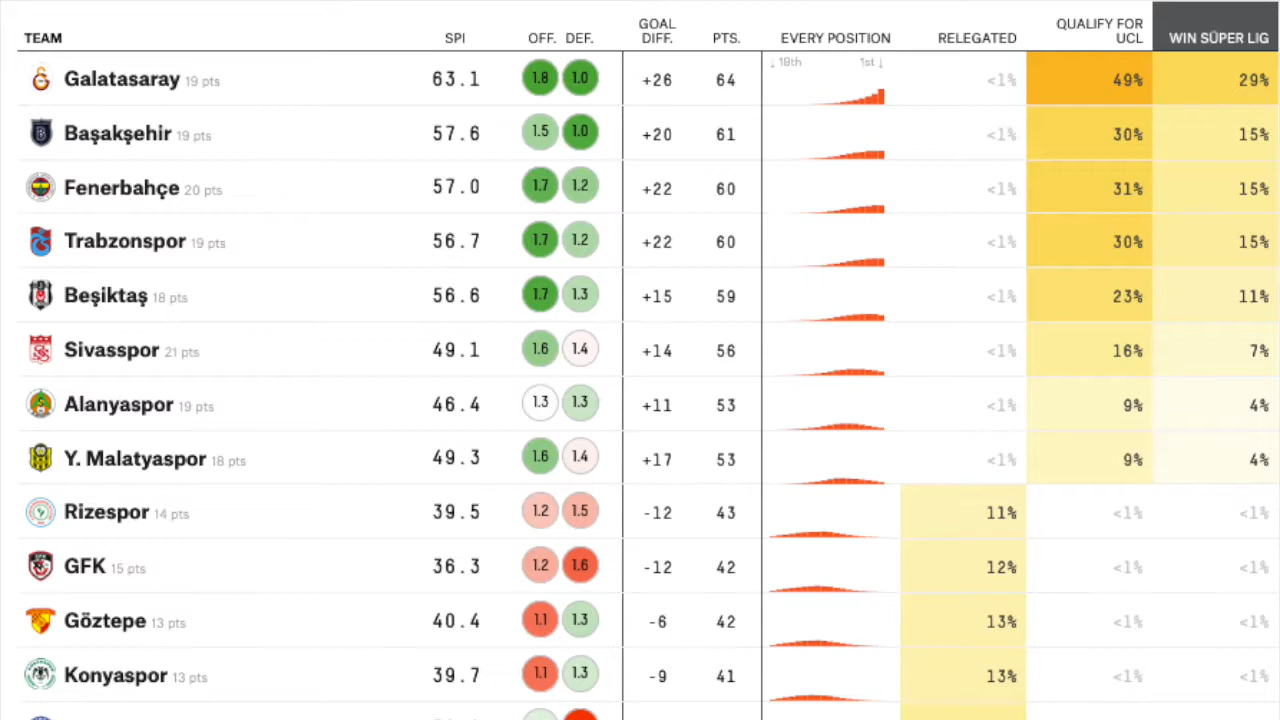 TEAM SPI OFF. DEF. GOAL DIFF. PTS. EVERY POSITION RELEGATED QUALIFY FOR UCL WIN SÜPER LIG
↓ 18th 1st ↓
Galatasaray 19 pts 63.1 1.8 1.0 +26 64 <1% 49% 29%
Başakşehir 19 pts 57.6 1.5 1.0 +20 61 <1% 30% 15%
Fenerbahçe 20 pts 57.0 1.7 1.2 +22 60 <1% 31% 15%
Trabzonspor 19 pts 56.7 1.7 1.2 +22 60 <1% 30% 15%
Beşiktaş 18 pts 56.6 1.7 1.3 +15 59 <1% 23% 11%
Sivasspor 21 pts 49.1 1.6 1.4 +14 56 <1% 16% 7%
Alanyaspor 19 pts 46.4 1.3 1.3 +11 53 <1% 9% 4%
Y. Malatyaspor 18 pts 49.3 1.6 1.4 +17 53 <1% 9% 4%
Rizespor 14 pts 39.5 1.2 1.5 -12 43 11% <1% <1%
GFK 15 pts 36.3 1.2 1.6 -12 42 12% <1% <1%
Göztepe 13 pts 40.4 1.1 1.3 -6 42 13% <1% <1%
Konyaspor 13 pts 39.7 1.1 1.3 -9 41 13% <1% <1%